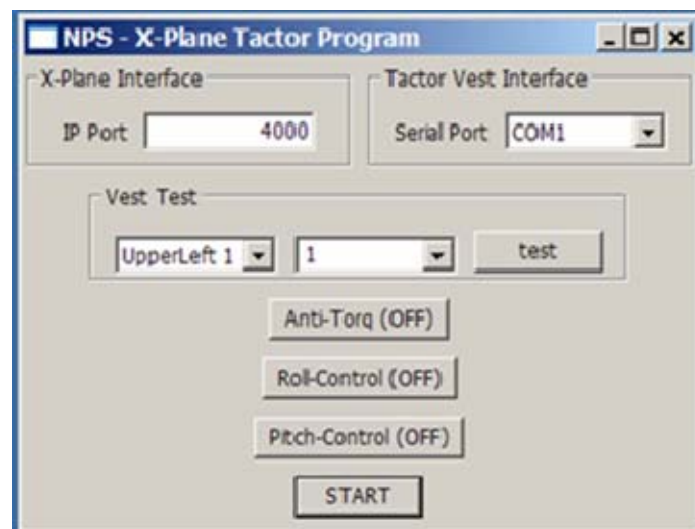 NPS - X-Plane Tactor Program
X-Plane Interface
Tactor Vest Interface
IP Port 4000
Serial Port COM1
Vest Test
UpperLeft 1 1 test
Anti-Torq (OFF)
Roll-Control (OFF)
Pitch-Control (OFF)
START